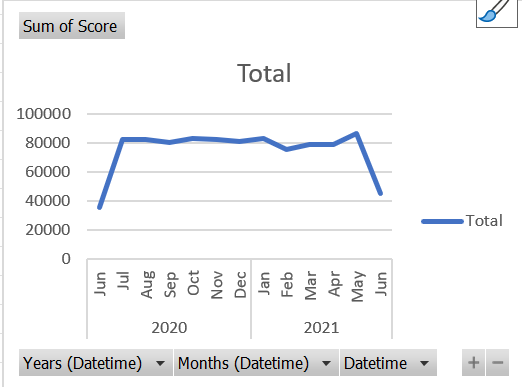 Sum of Score
Total
100000
80000
60000
40000
20000
0
Total
Jun Jul Aug Sep Oct Nov Dec Jan Feb Mar Apr May Jun
2020 2021
Years (Datetime) Months (Datetime) Datetime + −